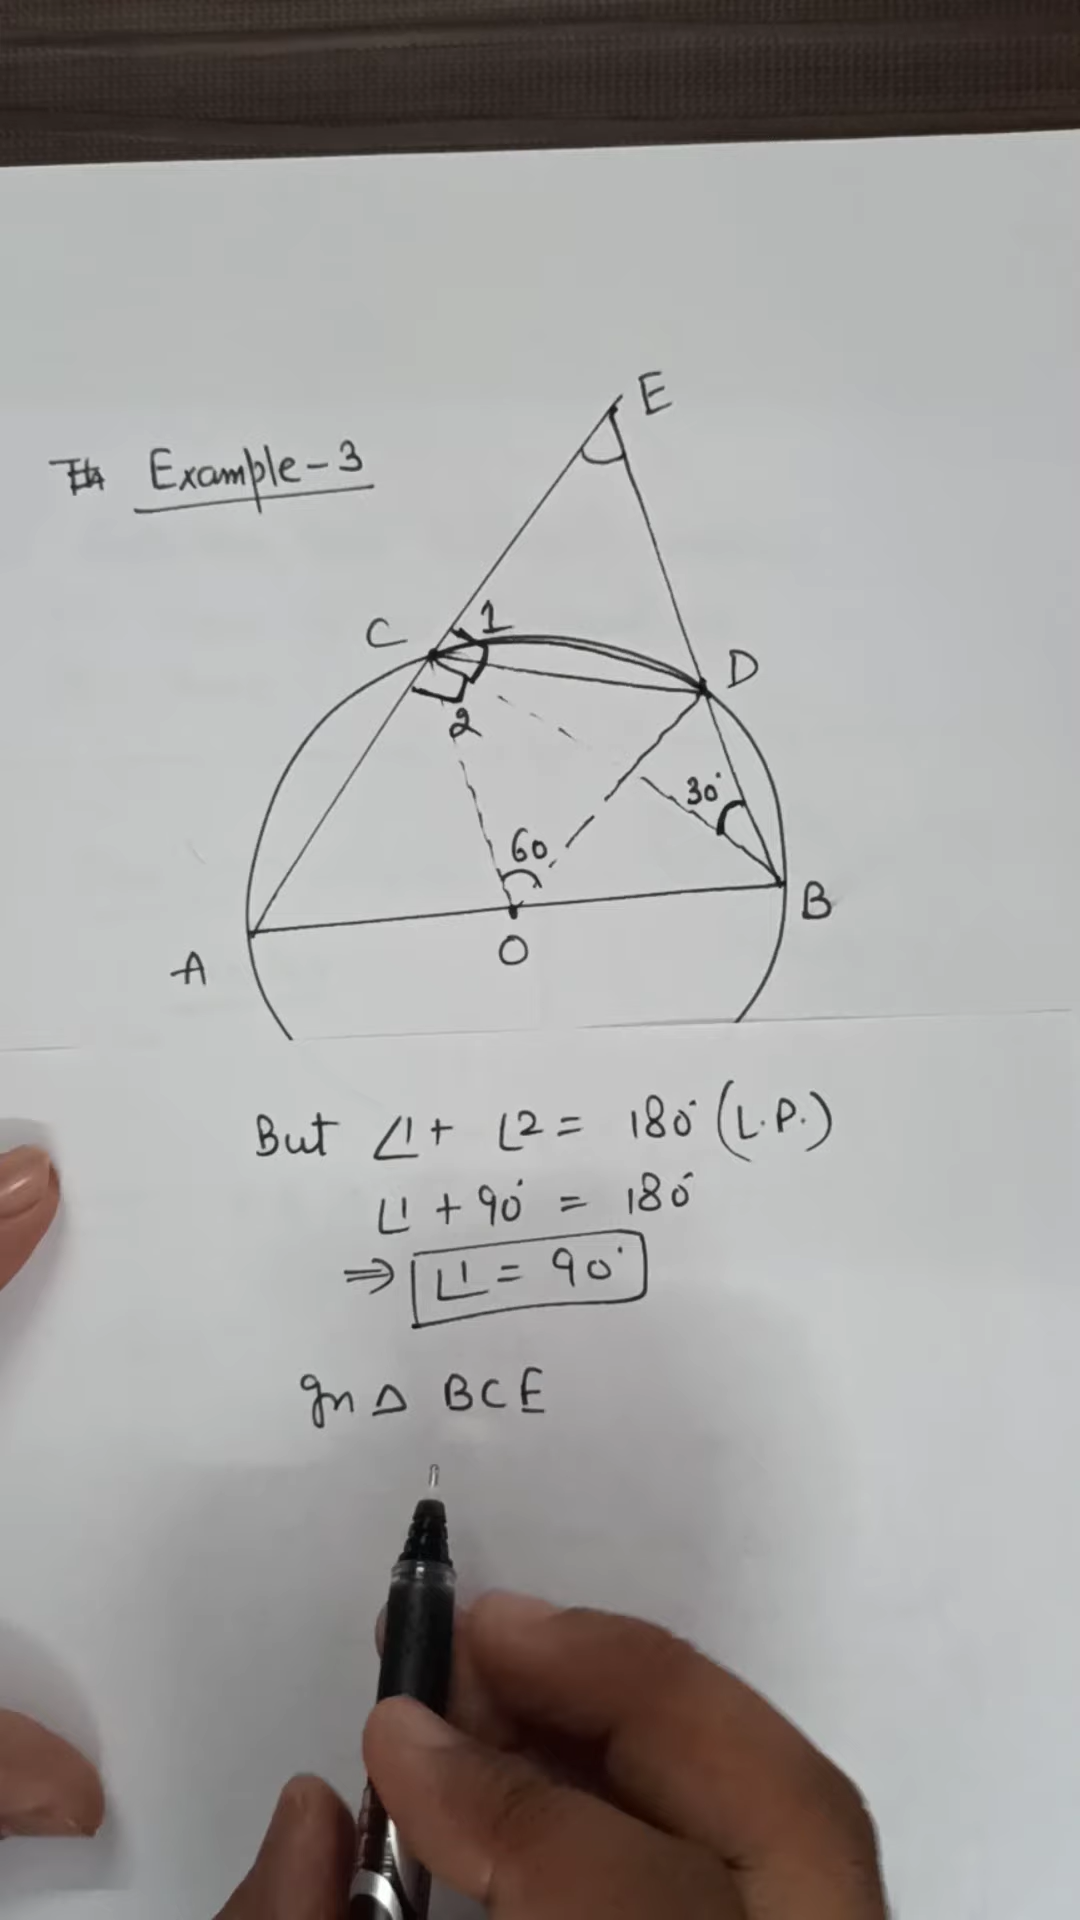 Example-3
E
C
1
D
2
30°
60
B
O
A
But ∠1 + ∠2 = 180° (L.P.)
∠1 + 90° = 180°
⇒ ∠1 = 90°
In △ BCE